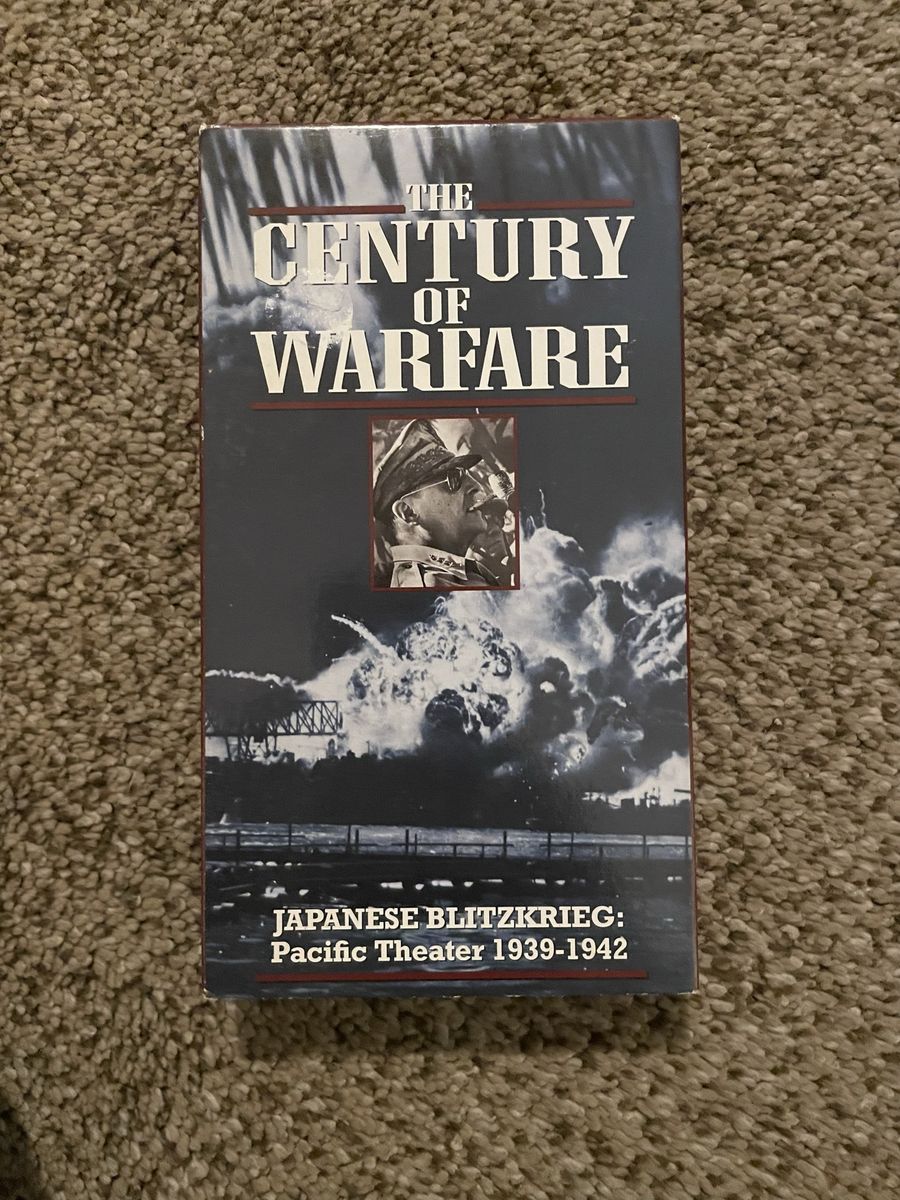 THE
CENTURY
OF
WARFARE
JAPANESE BLITZKRIEG:
Pacific Theater 1939-1942